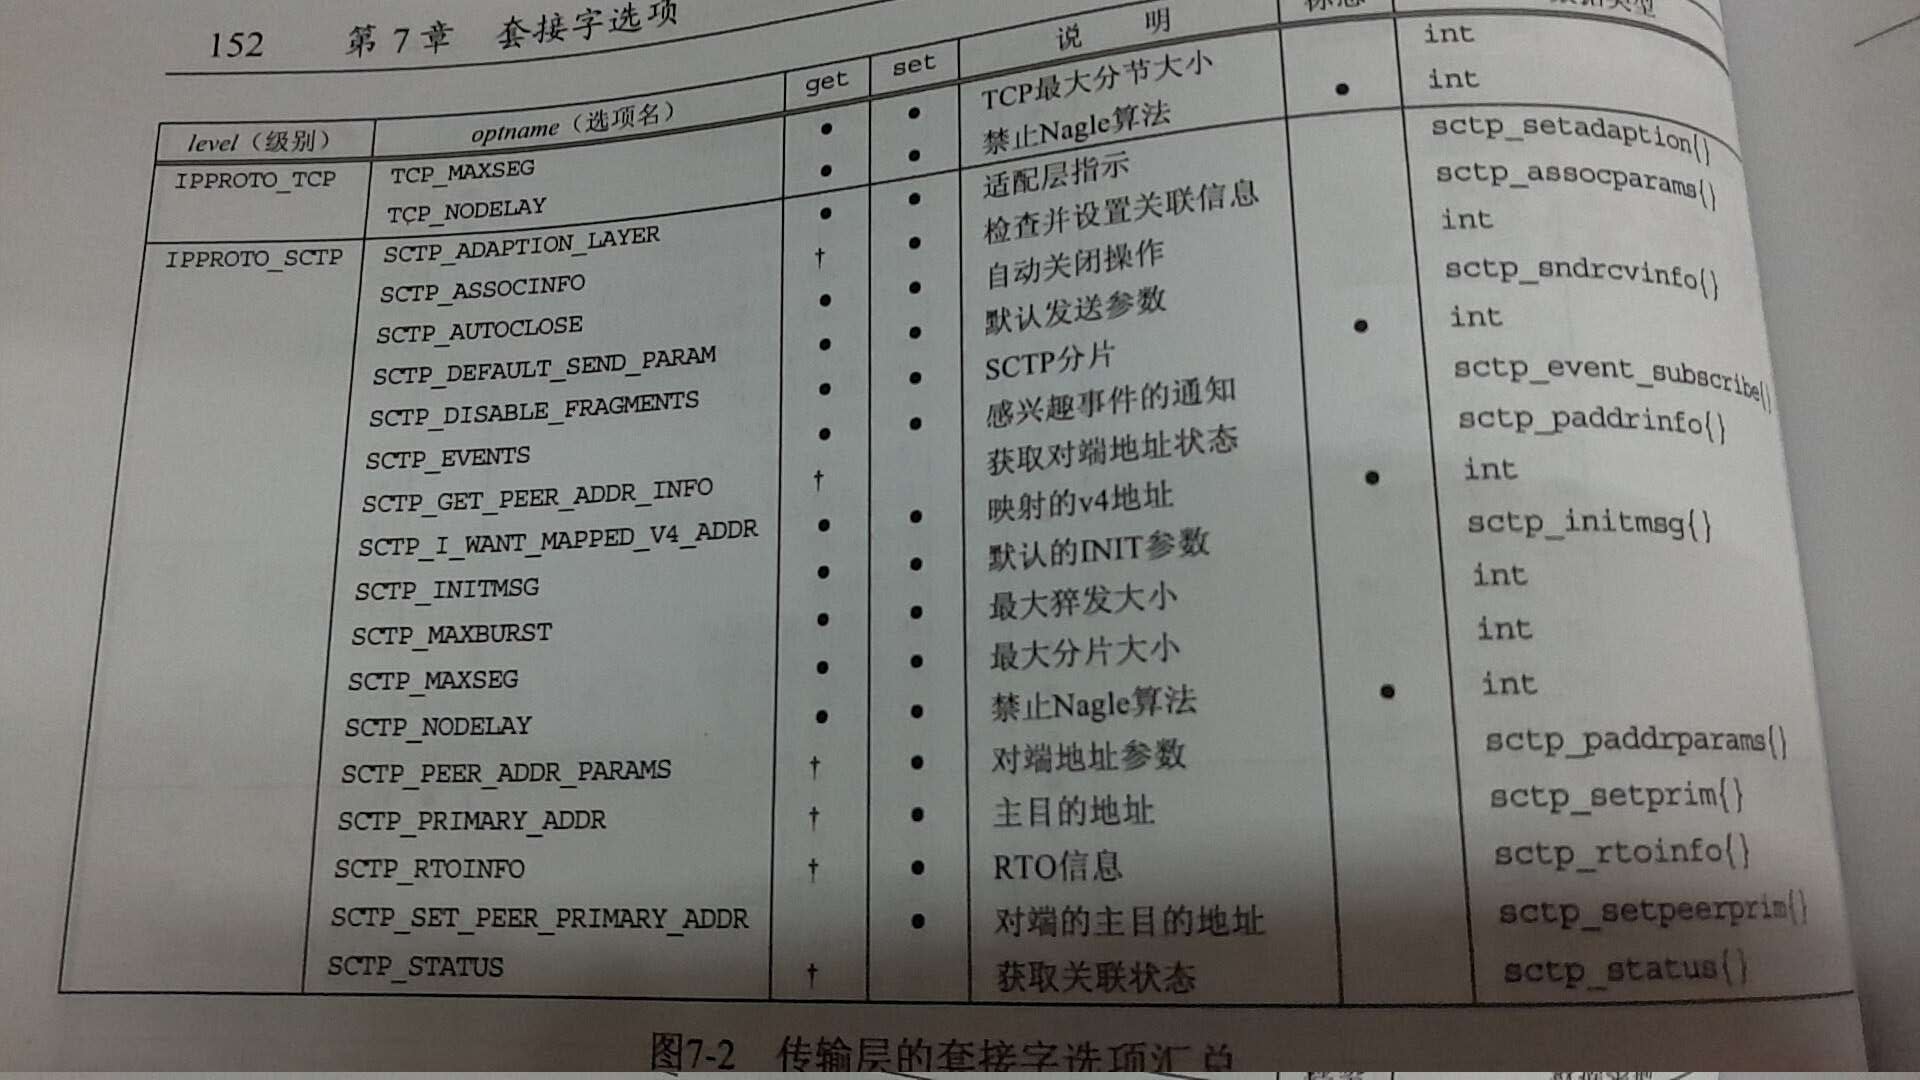 152 第7章 套接字选项
level（级别） optname（选项名） get set 说 明
IPPROTO_TCP TCP_MAXSEG • • TCP最大分节大小 int
TCP_NODELAY • • 禁止Nagle算法 • int
IPPROTO_SCTP SCTP_ADAPTION_LAYER • • 适配层指示 sctp_setadaption{}
SCTP_ASSOCINFO † • 检查并设置关联信息 sctp_assocparams{}
SCTP_AUTOCLOSE • • 自动关闭操作 int
SCTP_DEFAULT_SEND_PARAM • • 默认发送参数 sctp_sndrcvinfo{}
SCTP_DISABLE_FRAGMENTS • • SCTP分片 • int
SCTP_EVENTS • • 感兴趣事件的通知 sctp_event_subscribe{}
SCTP_GET_PEER_ADDR_INFO † 获取对端地址状态 sctp_paddrinfo{}
SCTP_I_WANT_MAPPED_V4_ADDR • • 映射的v4地址 • int
SCTP_INITMSG • • 默认的INIT参数 sctp_initmsg{}
SCTP_MAXBURST • • 最大猝发大小 int
SCTP_MAXSEG • • 最大分片大小 int
SCTP_NODELAY • • 禁止Nagle算法 • int
SCTP_PEER_ADDR_PARAMS † • 对端地址参数 sctp_paddrparams{}
SCTP_PRIMARY_ADDR † • 主目的地址 sctp_setprim{}
SCTP_RTOINFO † • RTO信息 sctp_rtoinfo{}
SCTP_SET_PEER_PRIMARY_ADDR • 对端的主目的地址 sctp_setpeerprim{}
SCTP_STATUS † 获取关联状态 sctp_status{}
图7-2 传输层的套接字选项汇总